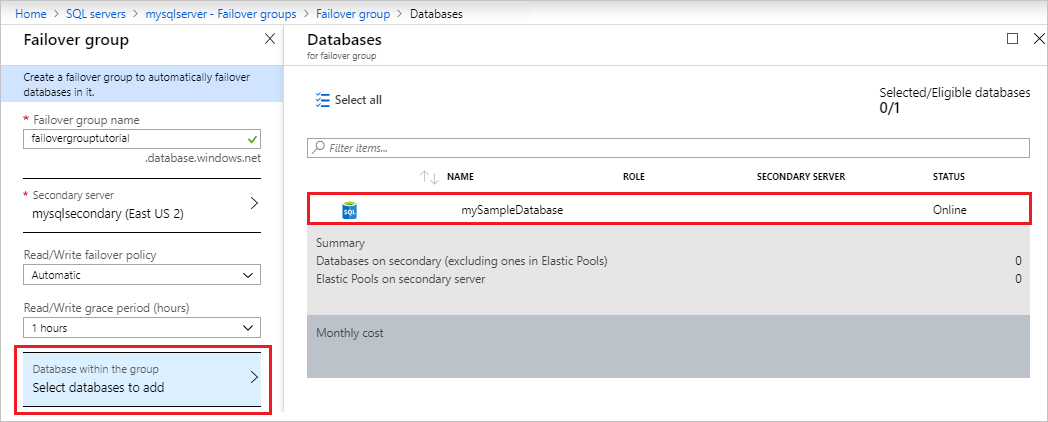 Home > SQL servers > mysqlserver - Failover groups > Failover group > Databases
Failover group
Create a failover group to automatically failover
databases in it.
* Failover group name
failovergrouptutorial
.database.windows.net
* Secondary server
mysqlsecondary (East US 2)
Read/Write failover policy
Automatic
Read/Write grace period (hours)
1 hours
Database within the group
Select databases to add
Databases
for failover group
Select all
Selected/Eligible databases
0/1
Filter items...
NAME ROLE SECONDARY SERVER STATUS
SQL mySampleDatabase Online
Summary
Databases on secondary (excluding ones in Elastic Pools) 0
Elastic Pools on secondary server 0
Monthly cost